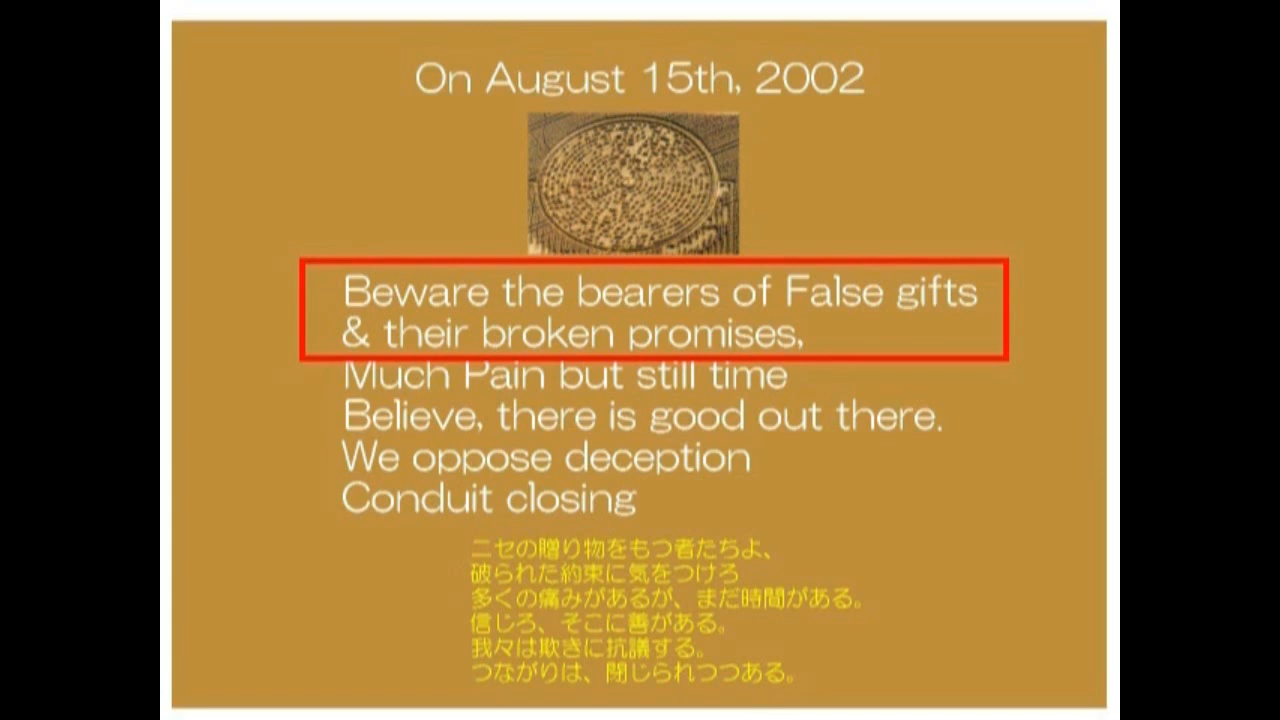 On August 15th, 2002
Beware the bearers of False gifts
& their broken promises,
Much Pain but still time
Believe, there is good out there.
We oppose deception
Conduit closing
ニセの贈り物をもつ者たちよ、
破られた約束に気をつけろ
多くの痛みがあるが、まだ時間がある。
信じろ、そこに善がある。
我々は欺きに抗議する。
つながりは、閉じられつつある。